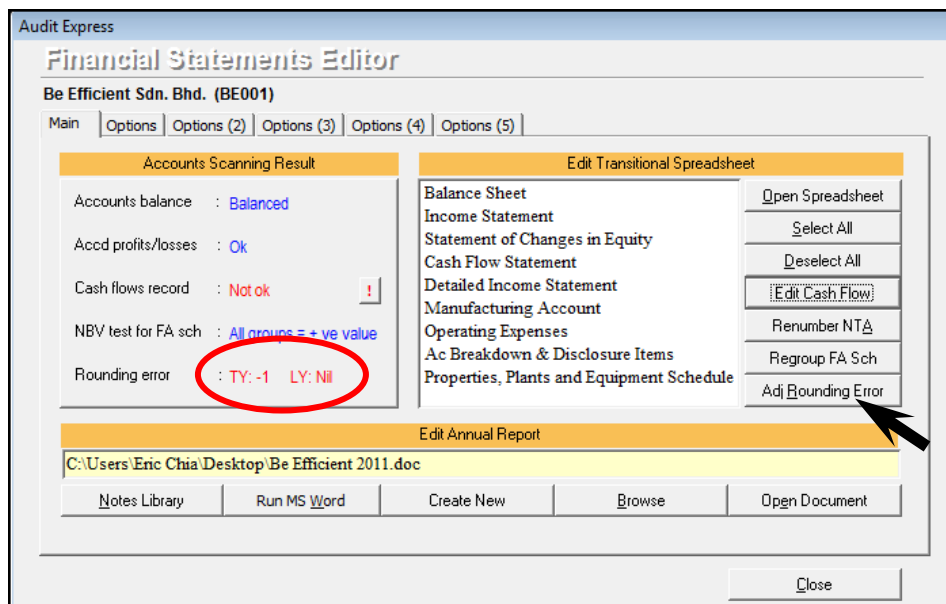 Audit Express
Financial Statements Editor
Be Efficient Sdn. Bhd. (BE001)
Main Options Options (2) Options (3) Options (4) Options (5)
Accounts Scanning Result
Accounts balance : Balanced
Accd profits/losses : Ok
Cash flows record : Not ok !
NBV test for FA sch : All groups = + ve value
Rounding error : TY: -1 LY: Nil
Edit Transitional Spreadsheet
Balance Sheet
Income Statement
Statement of Changes in Equity
Cash Flow Statement
Detailed Income Statement
Manufacturing Account
Operating Expenses
Ac Breakdown & Disclosure Items
Properties, Plants and Equipment Schedule
Open Spreadsheet
Select All
Deselect All
Edit Cash Flow
Renumber NTA
Regroup FA Sch
Adj Rounding Error
Edit Annual Report
C:\Users\Eric Chia\Desktop\Be Efficient 2011.doc
Notes Library Run MS Word Create New Browse Open Document
Close